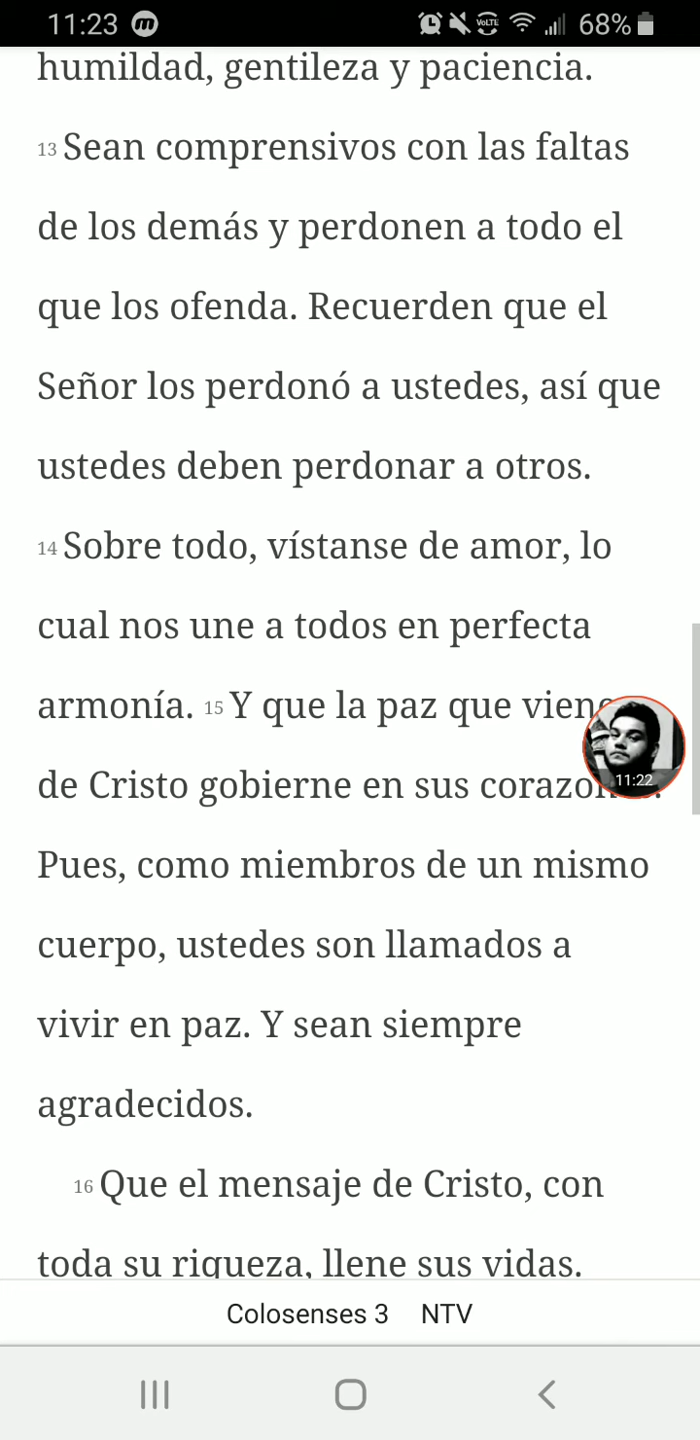 11:23 m VoLTE 68%
humildad, gentileza y paciencia.
13 Sean comprensivos con las faltas
de los demás y perdonen a todo el
que los ofenda. Recuerden que el
Señor los perdonó a ustedes, así que
ustedes deben perdonar a otros.
14 Sobre todo, vístanse de amor, lo
cual nos une a todos en perfecta
armonía. 15 Y que la paz que viene
11:22
de Cristo gobierne en sus
Pues, como miembros de un mismo
cuerpo, ustedes son llamados a
vivir en paz. Y sean siempre
agradecidos.
16 Que el mensaje de Cristo, con
toda su riqueza, llene sus vidas.
Colosenses 3 NTV